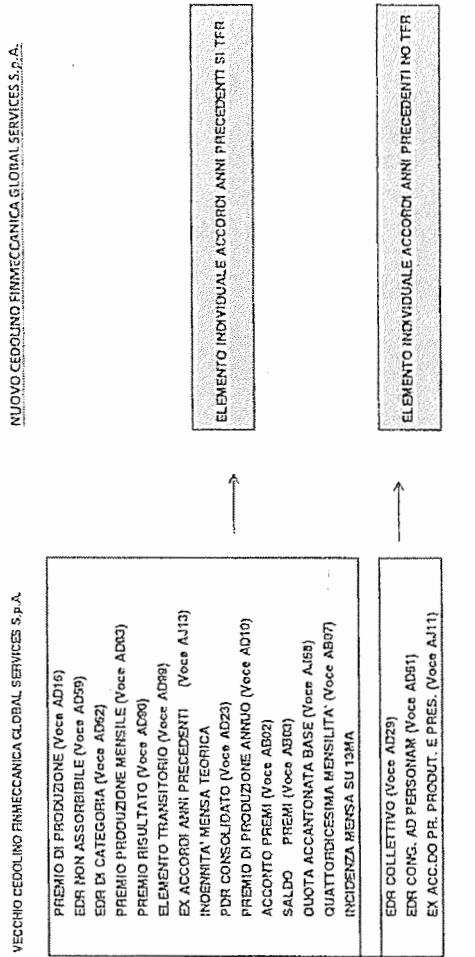 VECCHIO CEDOLINO FINMECCANICA GLOBAL SERVICES S.p.A.
NUOVO CEDOLINO FINMECCANICA GLOBAL SERVICES S.p.A.
PREMIO DI PRODUZIONE (Voce AD16)
EDR NON ASSORBIBILE (Voce AD59)
EDR DI CATEGORIA (Voce AD62)
PREMIO PRODUZIONE MENSILE (Voce AD03)
PREMIO RISULTATO (Voce AD90)
ELEMENTO TRANSITORIO (Voce AD99)
EX ACCORDI ANNI PRECEDENTI (Voce AJ13)
INDENNITA' MENSA TEORICA
PDR CONSOLIDATO (Voce AD23)
PREMIO DI PRODUZIONE ANNUO (Voce AD10)
ACCONTO PREMI (Voce AB02)
SALDO PREMI (Voce AB03)
QUOTA ACCANTONATA BASE (Voce AJ58)
QUATTORDICESIMA MENSILITA' (Voce AB07)
INCIDENZA MENSA SU 13MA
ELEMENTO INDIVIDUALE ACCORDI ANNI PRECEDENTI SI TFR
EDR COLLETTIVO (Voce AD29)
EDR CONG. AD PERSONAM (Voce AD61)
EX ACC.DO PR. PRODUT. E PRES. (Voce AJ11)
ELEMENTO INDIVIDUALE ACCORDI ANNI PRECEDENTI NO TFR